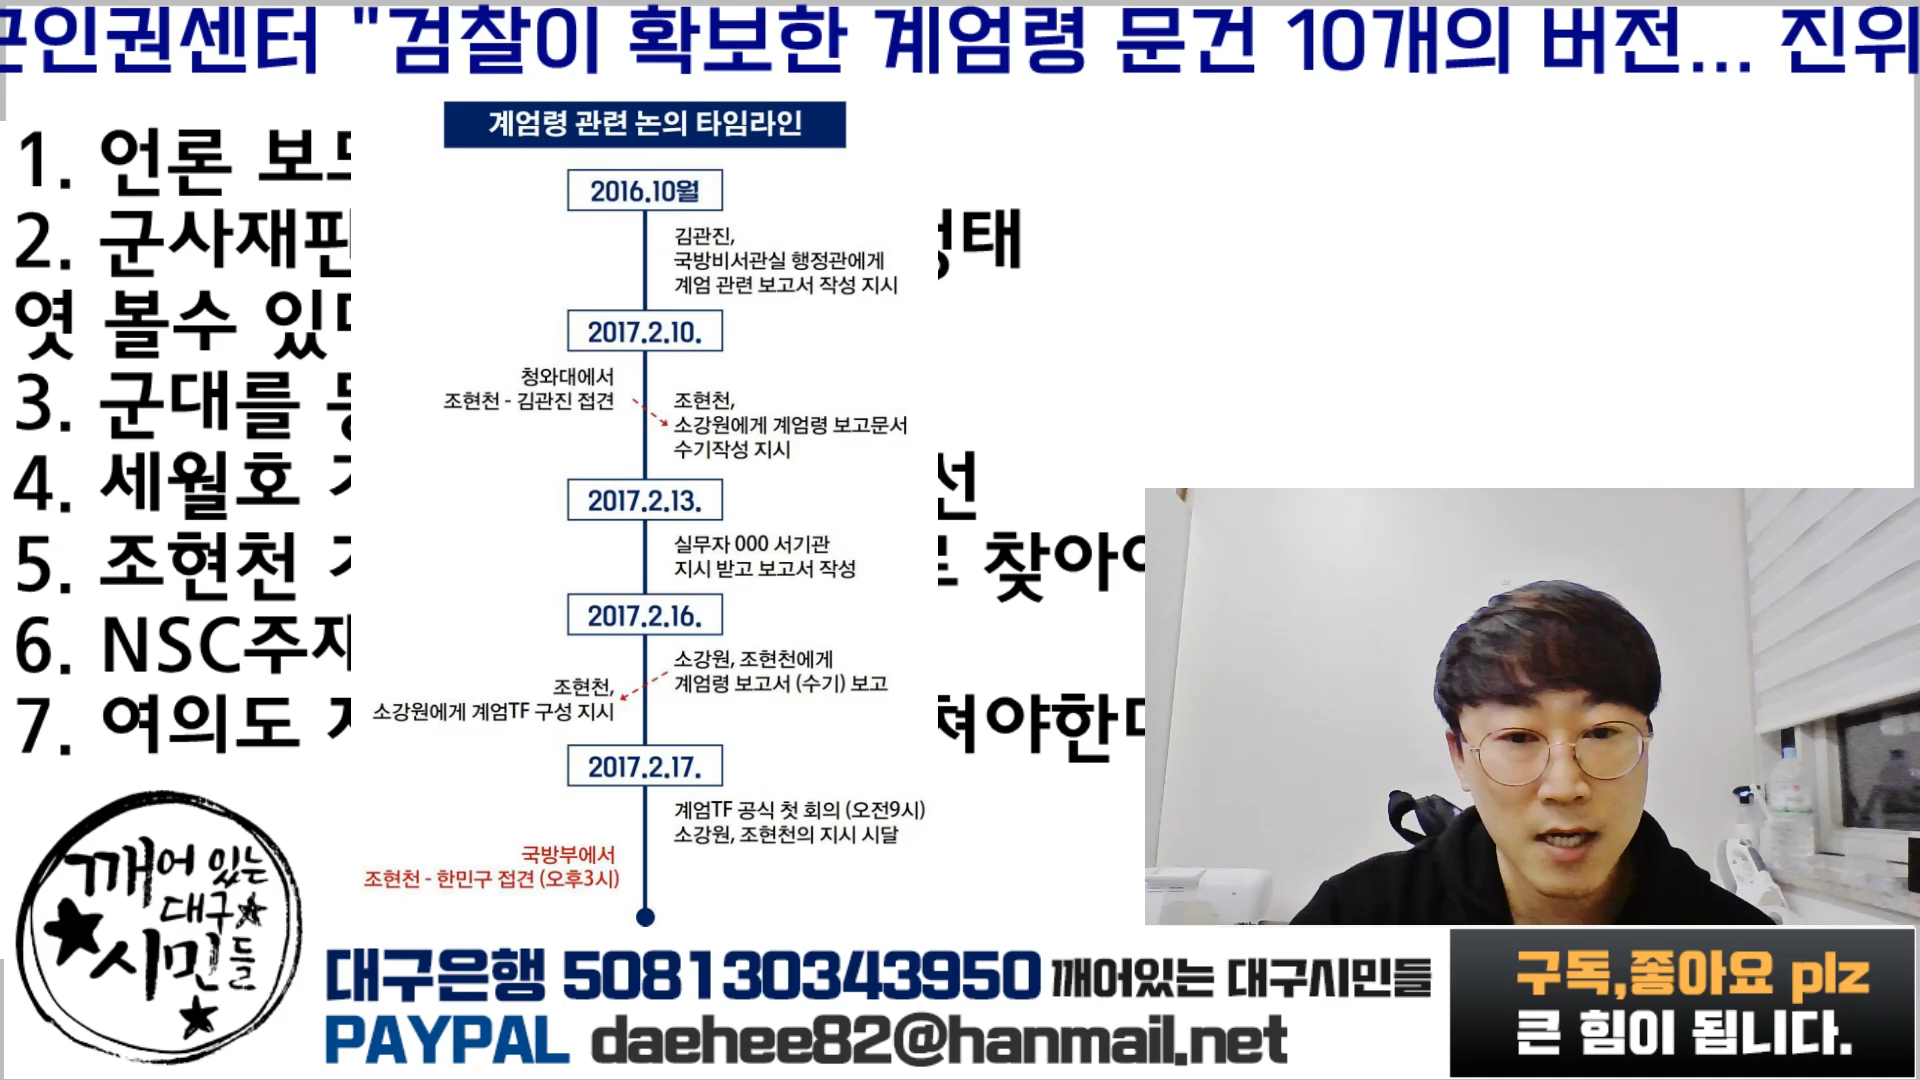 군인권센터 "검찰이 확보한 계엄령 문건 10개의 버전... 진위
1. 언론 보도
2. 군사재판
형태
엿 볼수 있
3. 군대를
4. 세월호
선
5. 조현천
찾아
6. NSC주재
7. 여의도
쳐야한다
계엄령 관련 논의 타임라인
2016.10월
김관진,
국방비서관실 행정관에게
계엄 관련 보고서 작성 지시
2017.2.10.
청와대에서
조현천 - 김관진 접견
조현천,
소강원에게 계엄령 보고문서
수기작성 지시
2017.2.13.
실무자 000 서기관
지시 받고 보고서 작성
2017.2.16.
소강원, 조현천에게
계엄령 보고서 (수기) 보고
조현천,
소강원에게 계엄TF 구성 지시
2017.2.17.
계엄TF 공식 첫 회의 (오전9시)
소강원, 조현천의 지시 시달
국방부에서
조현천 - 한민구 접견 (오후3시)
깨어 있는
대구
시민들
대구은행 508130343950 깨어있는 대구시민들
PAYPAL daehee82@hanmail.net
구독,좋아요 plz
큰 힘이 됩니다.